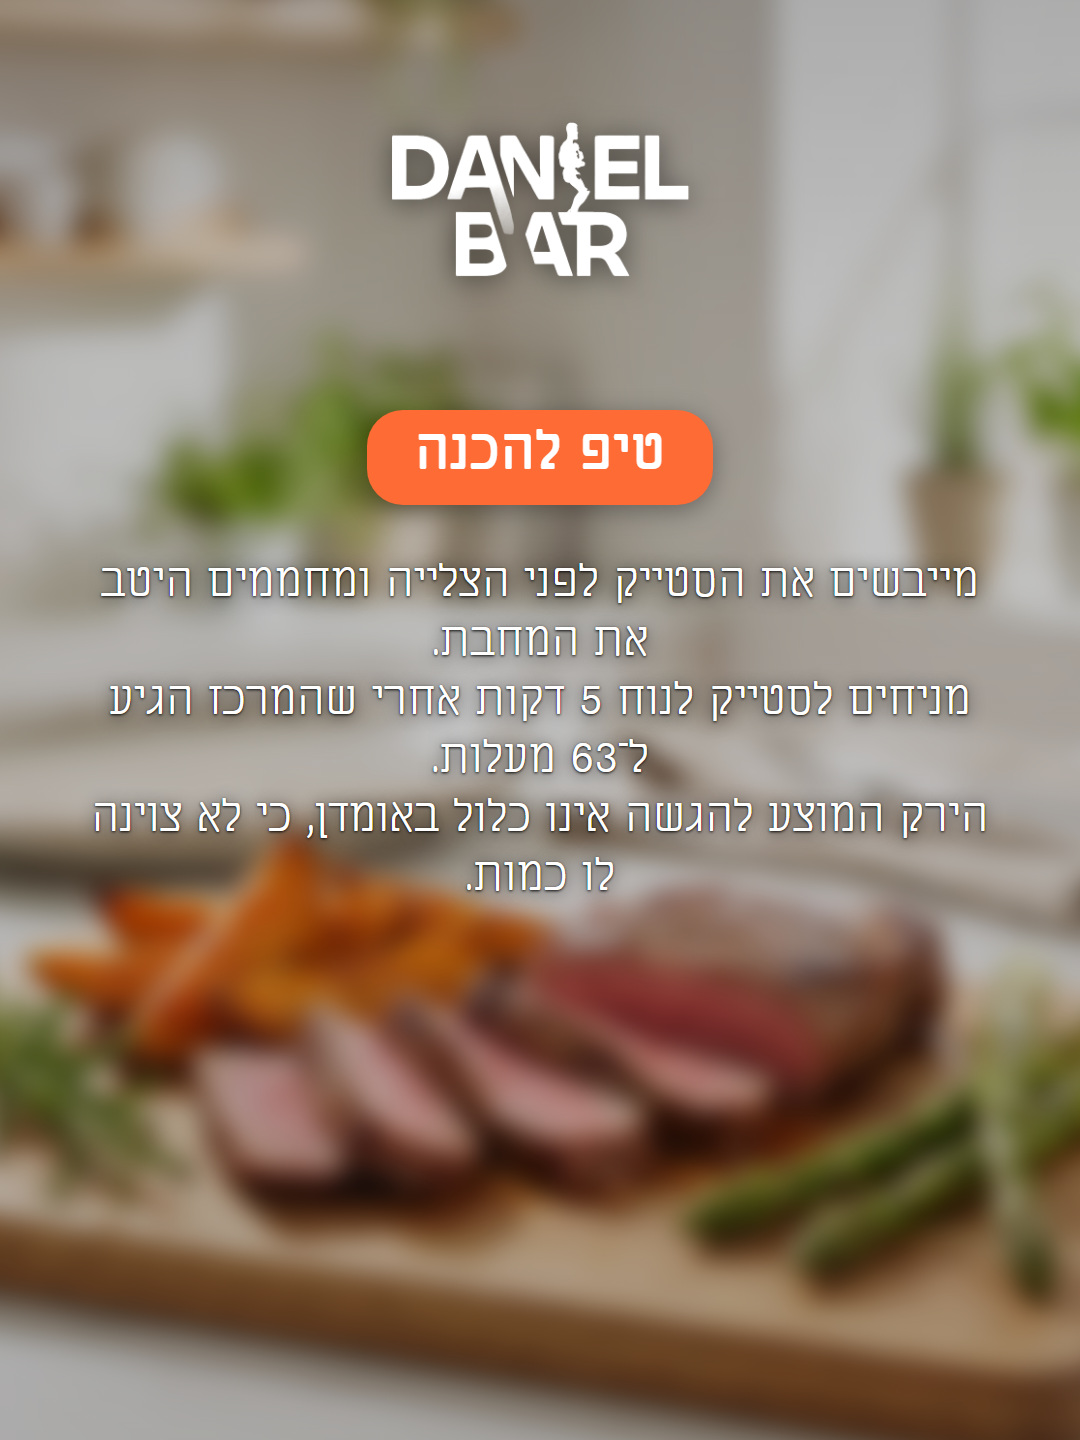 DANIEL
BAR
טיפ להכנה
מייבשים את הסטייק לפני הצלייה ומחממים היטב
את המחבת.
מניחים לסטייק לנוח 5 דקות אחרי שהמרכז הגיע
ל־63 מעלות.
הירק המוצע להגשה אינו כלול באומדן, כי לא צוינה
לו כמות.